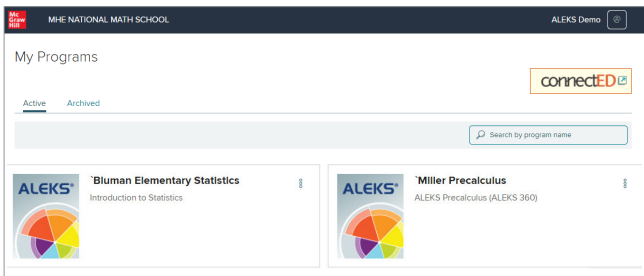 Mc
Graw
Hill
MHE NATIONAL MATH SCHOOL
ALEKS Demo
My Programs
connectED
Active Archived
Search by program name
ALEKS®
`Bluman Elementary Statistics
Introduction to Statistics
ALEKS®
`Miller Precalculus
ALEKS Precalculus (ALEKS 360)